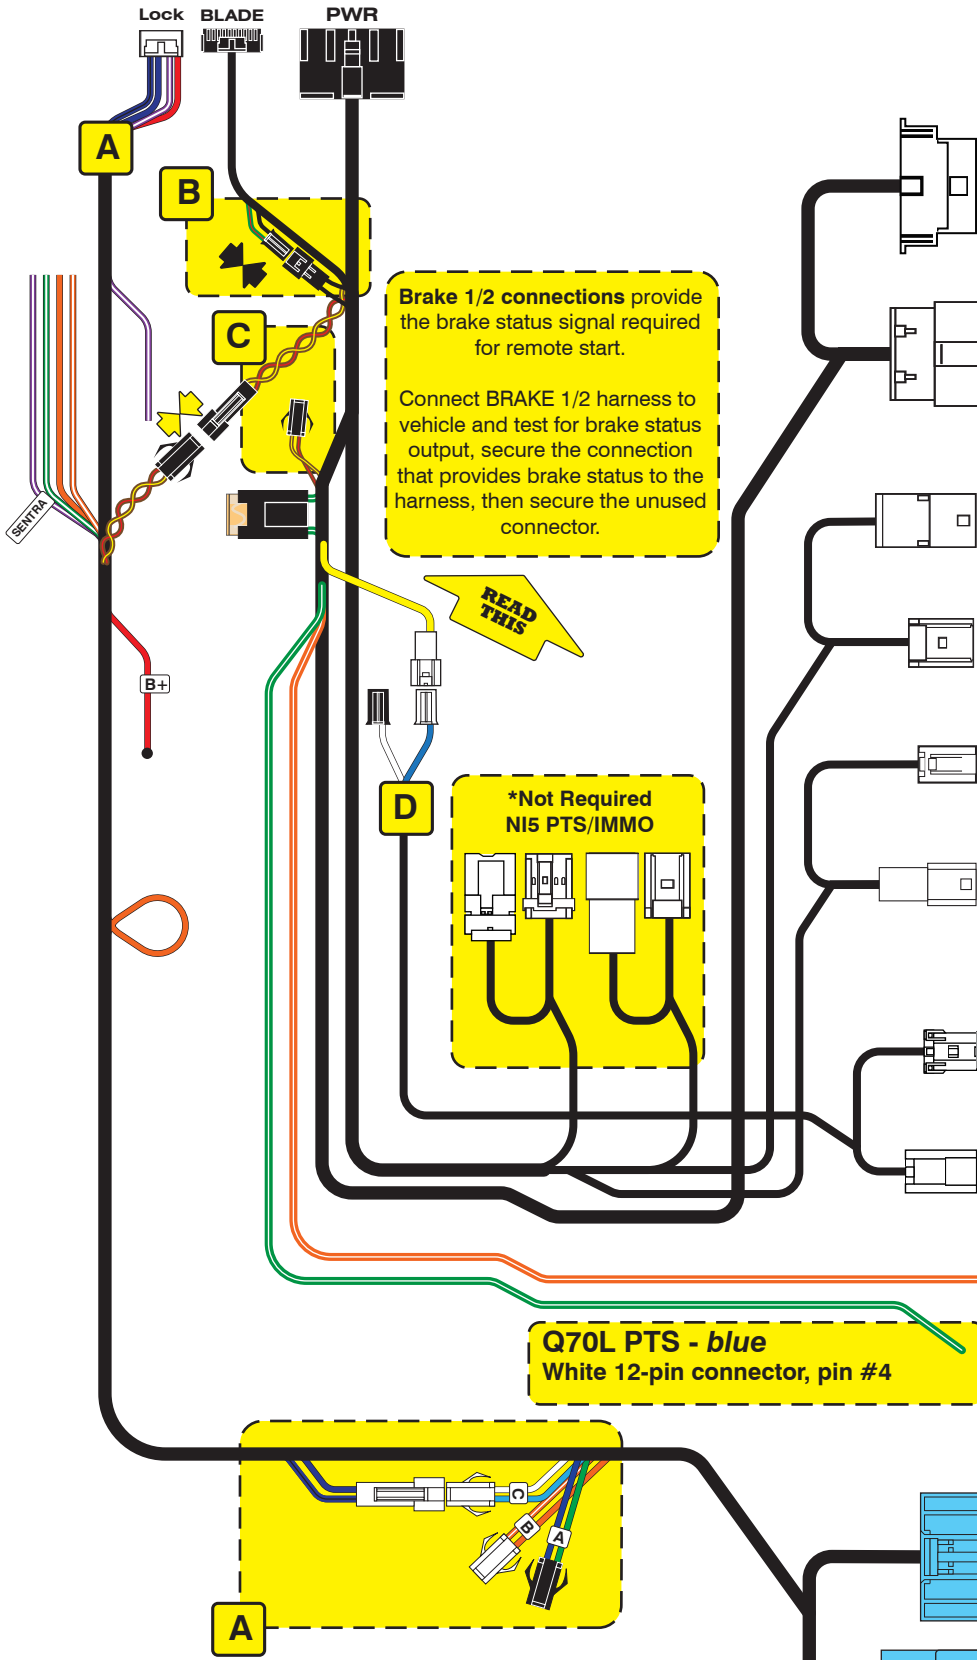 Lock BLADE PWR
A
B
C
Brake 1/2 connections provide
the brake status signal required
for remote start.
Connect BRAKE 1/2 harness to
vehicle and test for brake status
output, secure the connection
that provides brake status to the
harness, then secure the unused
connector.
SENTRA
READ
THIS
B+
D
*Not Required
NI5 PTS/IMMO
Q70L PTS - blue
White 12-pin connector, pin #4
C
B
A
A